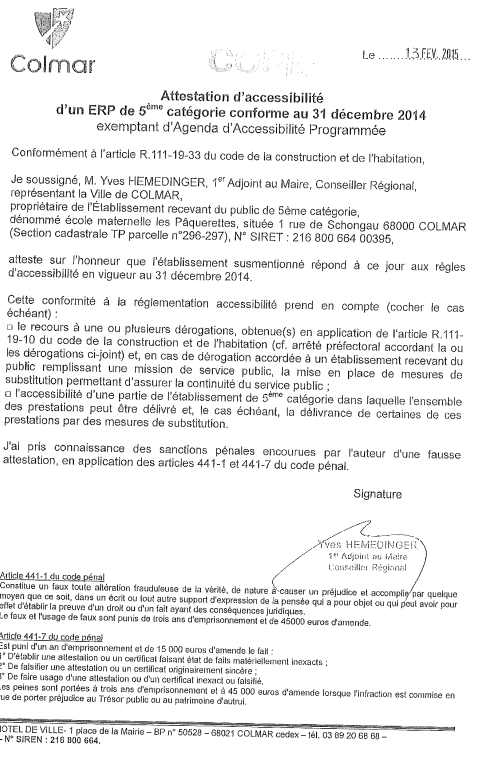 Colmar
COPIE
Le ....13 FEV. 2015....
Attestation d'accessibilité
d'un ERP de 5ème catégorie conforme au 31 décembre 2014
exemptant d'Agenda d'Accessibilité Programmée
Conformément à l'article R.111-19-33 du code de la construction et de l'habitation,
Je soussigné, M. Yves HEMEDINGER, 1er Adjoint au Maire, Conseiller Régional,
représentant la Ville de COLMAR,
propriétaire de l'Établissement recevant du public de 5ème catégorie,
dénommé école maternelle les Pâquerettes, située 1 rue de Schongau 68000 COLMAR
(Section cadastrale TP parcelle n°296-297), N° SIRET : 216 800 664 00395,
atteste sur l'honneur que l'établissement susmentionné répond à ce jour aux règles
d'accessibilité en vigueur au 31 décembre 2014.
Cette conformité à la réglementation accessibilité prend en compte (cocher le cas
échéant) :
□ le recours à une ou plusieurs dérogations, obtenue(s) en application de l'article R.111-
19-10 du code de la construction et de l'habitation (cf. arrêté préfectoral accordant la ou
les dérogations ci-joint) et, en cas de dérogation accordée à un établissement recevant du
public remplissant une mission de service public, la mise en place de mesures de
substitution permettant d'assurer la continuité du service public ;
□ l'accessibilité d'une partie de l'établissement de 5ème catégorie dans laquelle l'ensemble
des prestations peut être délivré et, le cas échéant, la délivrance de certaines de ces
prestations par des mesures de substitution.
J'ai pris connaissance des sanctions pénales encourues par l'auteur d'une fausse
attestation, en application des articles 441-1 et 441-7 du code pénal.
Signature
Yves HEMEDINGER
1er Adjoint au Maire
Conseiller Régional
Article 441-1 du code pénal
Constitue un faux toute altération frauduleuse de la vérité, de nature à causer un préjudice et accomplie par quelque
moyen que ce soit, dans un écrit ou tout autre support d'expression de la pensée qui a pour objet ou qui peut avoir pour
effet d'établir la preuve d'un droit ou d'un fait ayant des conséquences juridiques.
Le faux et l'usage de faux sont punis de trois ans d'emprisonnement et de 45000 euros d'amende.
Article 441-7 du code pénal
Est puni d'un an d'emprisonnement et de 15 000 euros d'amende le fait :
1° D'établir une attestation ou un certificat faisant état de faits matériellement inexacts ;
2° De falsifier une attestation ou un certificat originairement sincère ;
3° De faire usage d'une attestation ou d'un certificat inexact ou falsifié.
Les peines sont portées à trois ans d'emprisonnement et à 45 000 euros d'amende lorsque l'infraction est commise en
vue de porter préjudice au Trésor public ou au patrimoine d'autrui.
HOTEL DE VILLE- 1 place de la Mairie – BP n° 50528 – 68021 COLMAR cedex – tél. 03 89 20 68 68 –
- N° SIREN : 216 800 664.